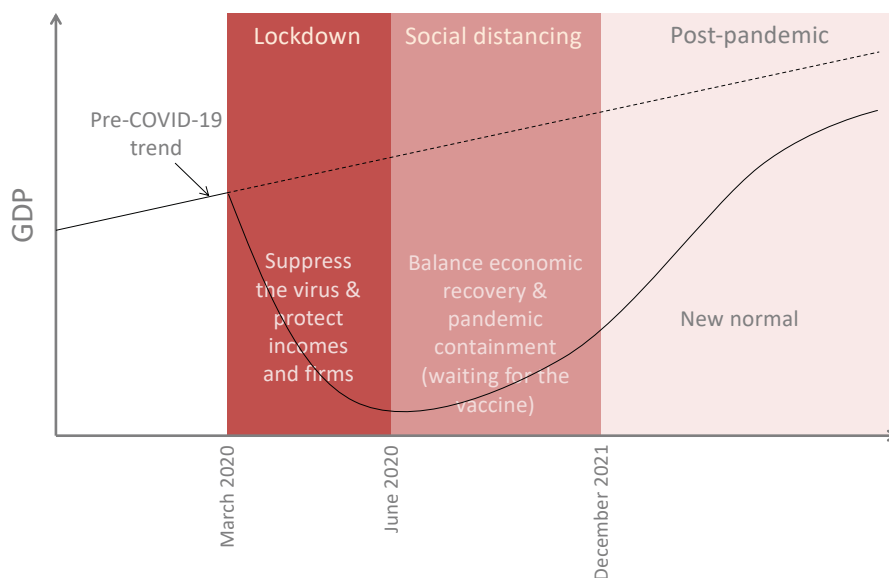 Lockdown
Social distancing
Post-pandemic
Pre-COVID-19
trend
GDP
Suppress
the virus &
protect
incomes
and firms
Balance economic
recovery &
pandemic
containment
(waiting for the
vaccine)
New normal
March 2020
June 2020
December 2021